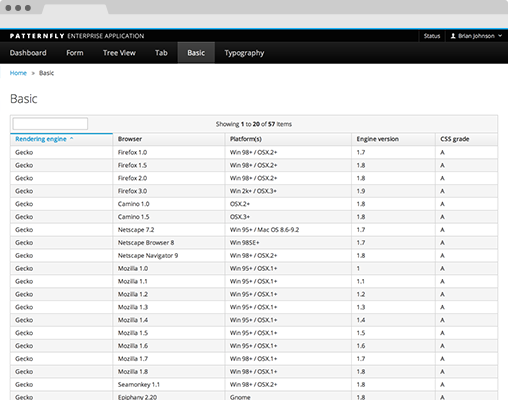 PATTERNFLY ENTERPRISE APPLICATION Status Brian Johnson
Dashboard Form Tree View Tab Basic Typography
Home » Basic
Basic
Showing 1 to 20 of 57 Items
Rendering engine Browser Platform(s) Engine version CSS grade
Gecko Firefox 1.0 Win 98+ / OSX.2+ 1.7 A
Gecko Firefox 1.5 Win 98+ / OSX.2+ 1.8 A
Gecko Firefox 2.0 Win 98+ / OSX.2+ 1.8 A
Gecko Firefox 3.0 Win 2k+ / OSX.3+ 1.9 A
Gecko Camino 1.0 OSX.2+ 1.8 A
Gecko Camino 1.5 OSX.3+ 1.8 A
Gecko Netscape 7.2 Win 95+ / Mac OS 8.6-9.2 1.7 A
Gecko Netscape Browser 8 Win 98SE+ 1.7 A
Gecko Netscape Navigator 9 Win 98+ / OSX.2+ 1.8 A
Gecko Mozilla 1.0 Win 95+ / OSX.1+ 1 A
Gecko Mozilla 1.1 Win 95+ / OSX.1+ 1.1 A
Gecko Mozilla 1.2 Win 95+ / OSX.1+ 1.2 A
Gecko Mozilla 1.3 Win 95+ / OSX.1+ 1.3 A
Gecko Mozilla 1.4 Win 95+ / OSX.1+ 1.4 A
Gecko Mozilla 1.5 Win 95+ / OSX.1+ 1.5 A
Gecko Mozilla 1.6 Win 95+ / OSX.1+ 1.6 A
Gecko Mozilla 1.7 Win 98+ / OSX.1+ 1.7 A
Gecko Mozilla 1.8 Win 98+ / OSX.1+ 1.8 A
Gecko Seamonkey 1.1 Win 98+ / OSX.2+ 1.8 A
Gecko Epiphany 2.20 Gnome 1.8 A